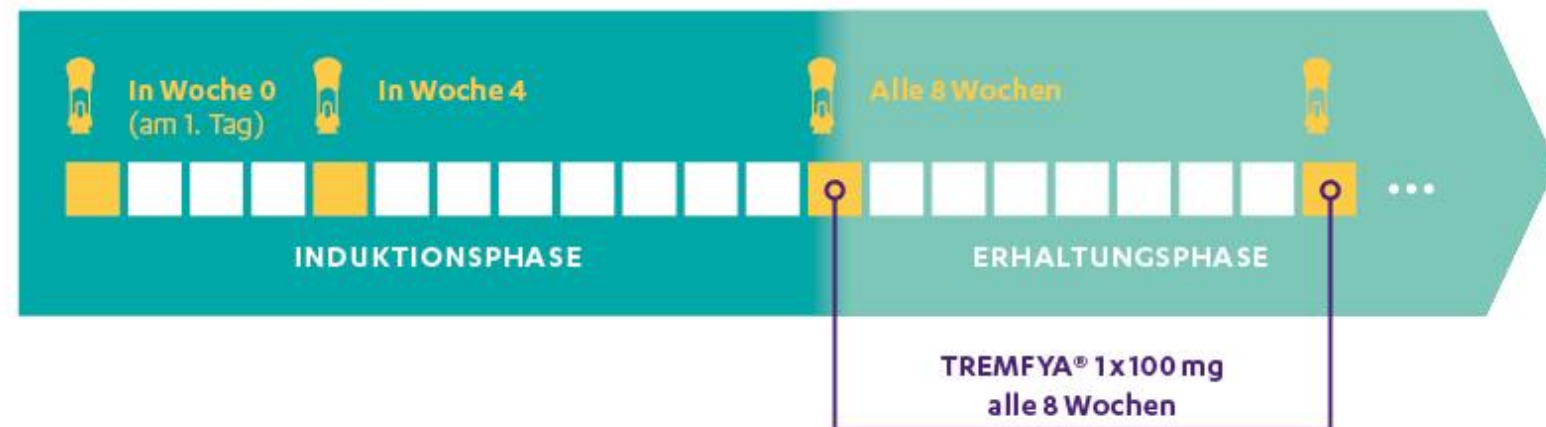 In Woche 0
(am 1. Tag)
In Woche 4
Alle 8 Wochen
...
INDUKTIONSPHASE
ERHALTUNGSPHASE
TREMFYA® 1x100 mg
alle 8 Wochen